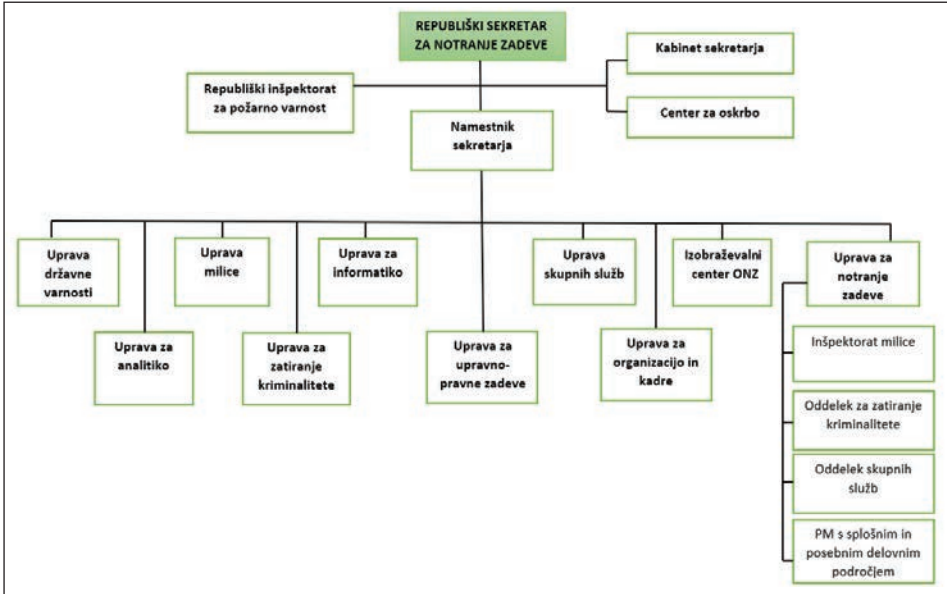 REPUBLIŠKI SEKRETAR
ZA NOTRANJE ZADEVE
Kabinet sekretarja
Republiški inšpektorat
za požarno varnost
Center za oskrbo
Namestnik
sekretarja
Uprava
državne
varnosti
Uprava
milice
Uprava za
informatiko
Uprava
skupnih služb
Izobraževalni
center ONZ
Uprava za
notranje
zadeve
Uprava za
analitiko
Uprava za
zatiranje
kriminalitete
Uprava za
upravno-
pravne zadeve
Uprava za
organizacijo in
kadre
Inšpektorat milice
Oddelek za zatiranje
kriminalitete
Oddelek skupnih
služb
PM s splošnim in
posebnim delovnim
področjem